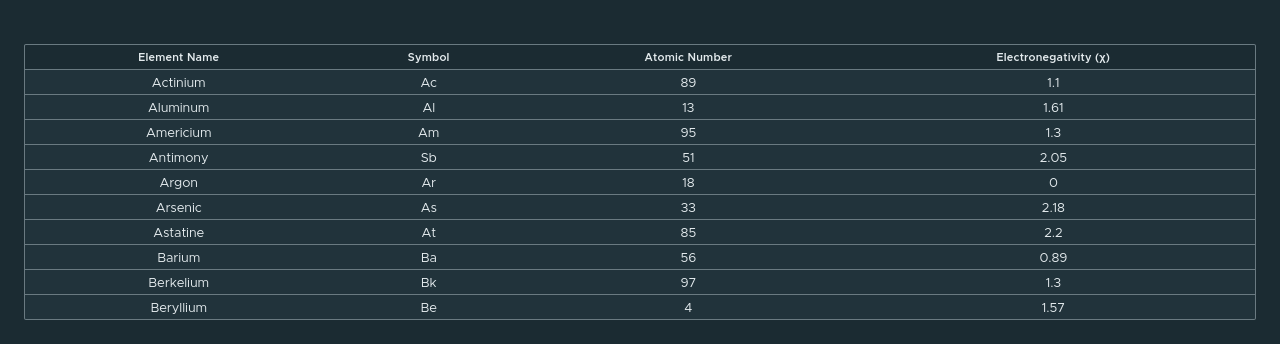 Element Name Symbol Atomic Number Electronegativity (χ)
Actinium Ac 89 1.1
Aluminum Al 13 1.61
Americium Am 95 1.3
Antimony Sb 51 2.05
Argon Ar 18 0
Arsenic As 33 2.18
Astatine At 85 2.2
Barium Ba 56 0.89
Berkelium Bk 97 1.3
Beryllium Be 4 1.57